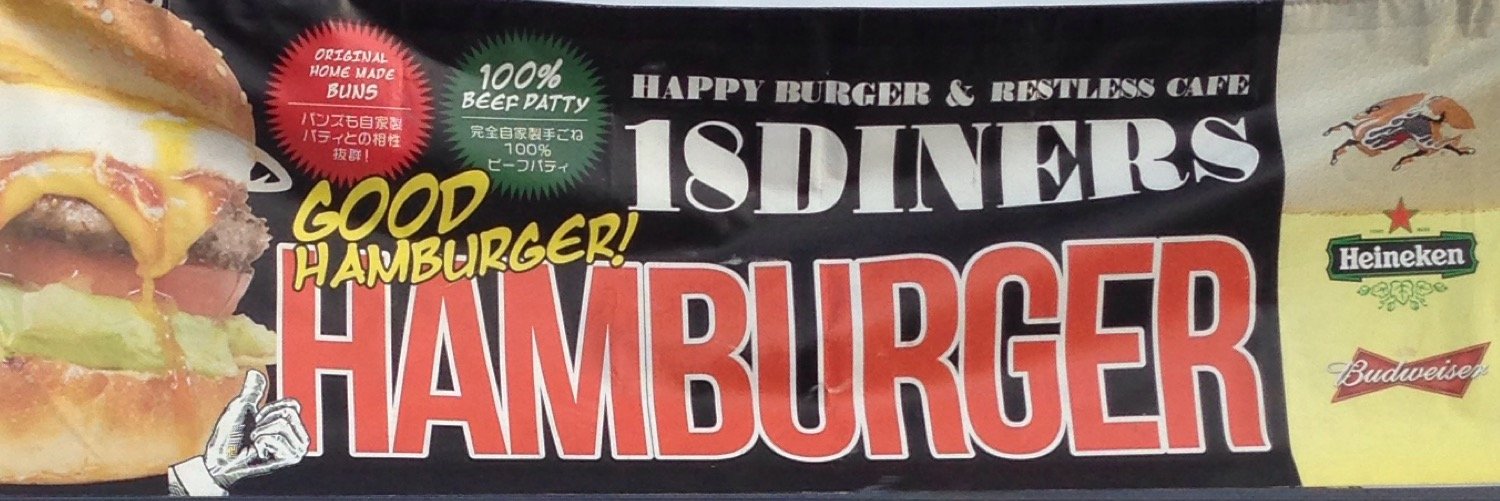 ORIGINAL
HOME MADE
BUNS
バンズも自家製
パティとの相性
抜群!
100%
BEEF PATTY
完全自家製手ごね
100%
ビーフパティ
HAPPY BURGER & RESTLESS CAFE
18DINERS
GOOD
HAMBURGER!
HAMBURGER
Heineken
Budweiser